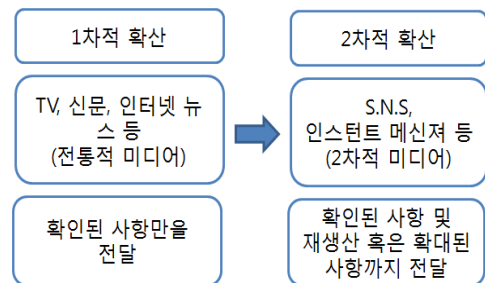 1차적 확산
2차적 확산
TV, 신문, 인터넷 뉴
스 등
(전통적 미디어)
S.N.S,
인스턴트 메신져 등
(2차적 미디어)
확인된 사항만을
전달
확인된 사항 및
재생산 혹은 확대된
사항까지 전달